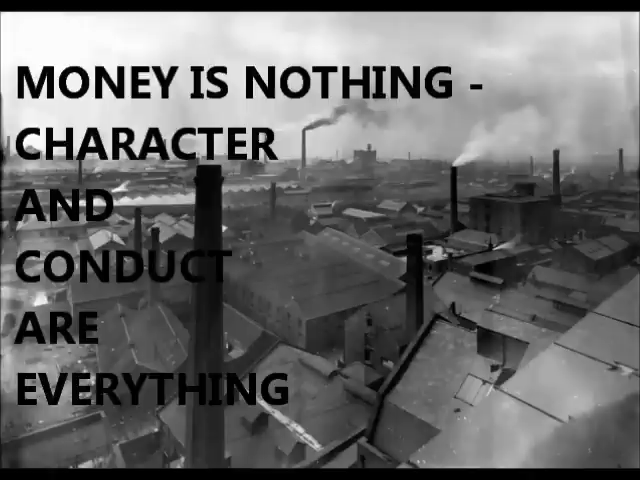 MONEY IS NOTHING -
CHARACTER
AND
CONDUCT
ARE
EVERYTHING